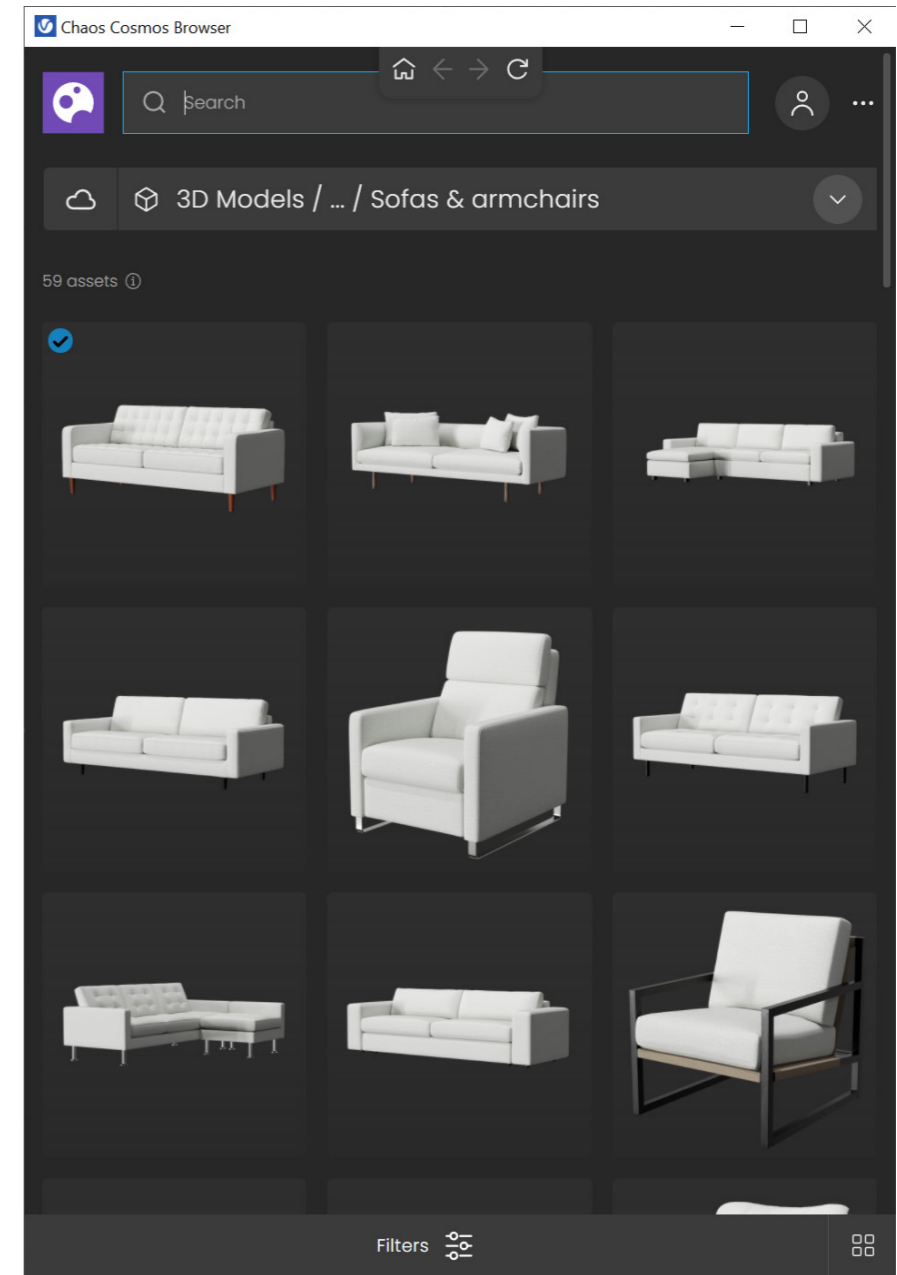 Chaos Cosmos Browser
Search
3D Models / ... / Sofas & armchairs
59 assets
Filters